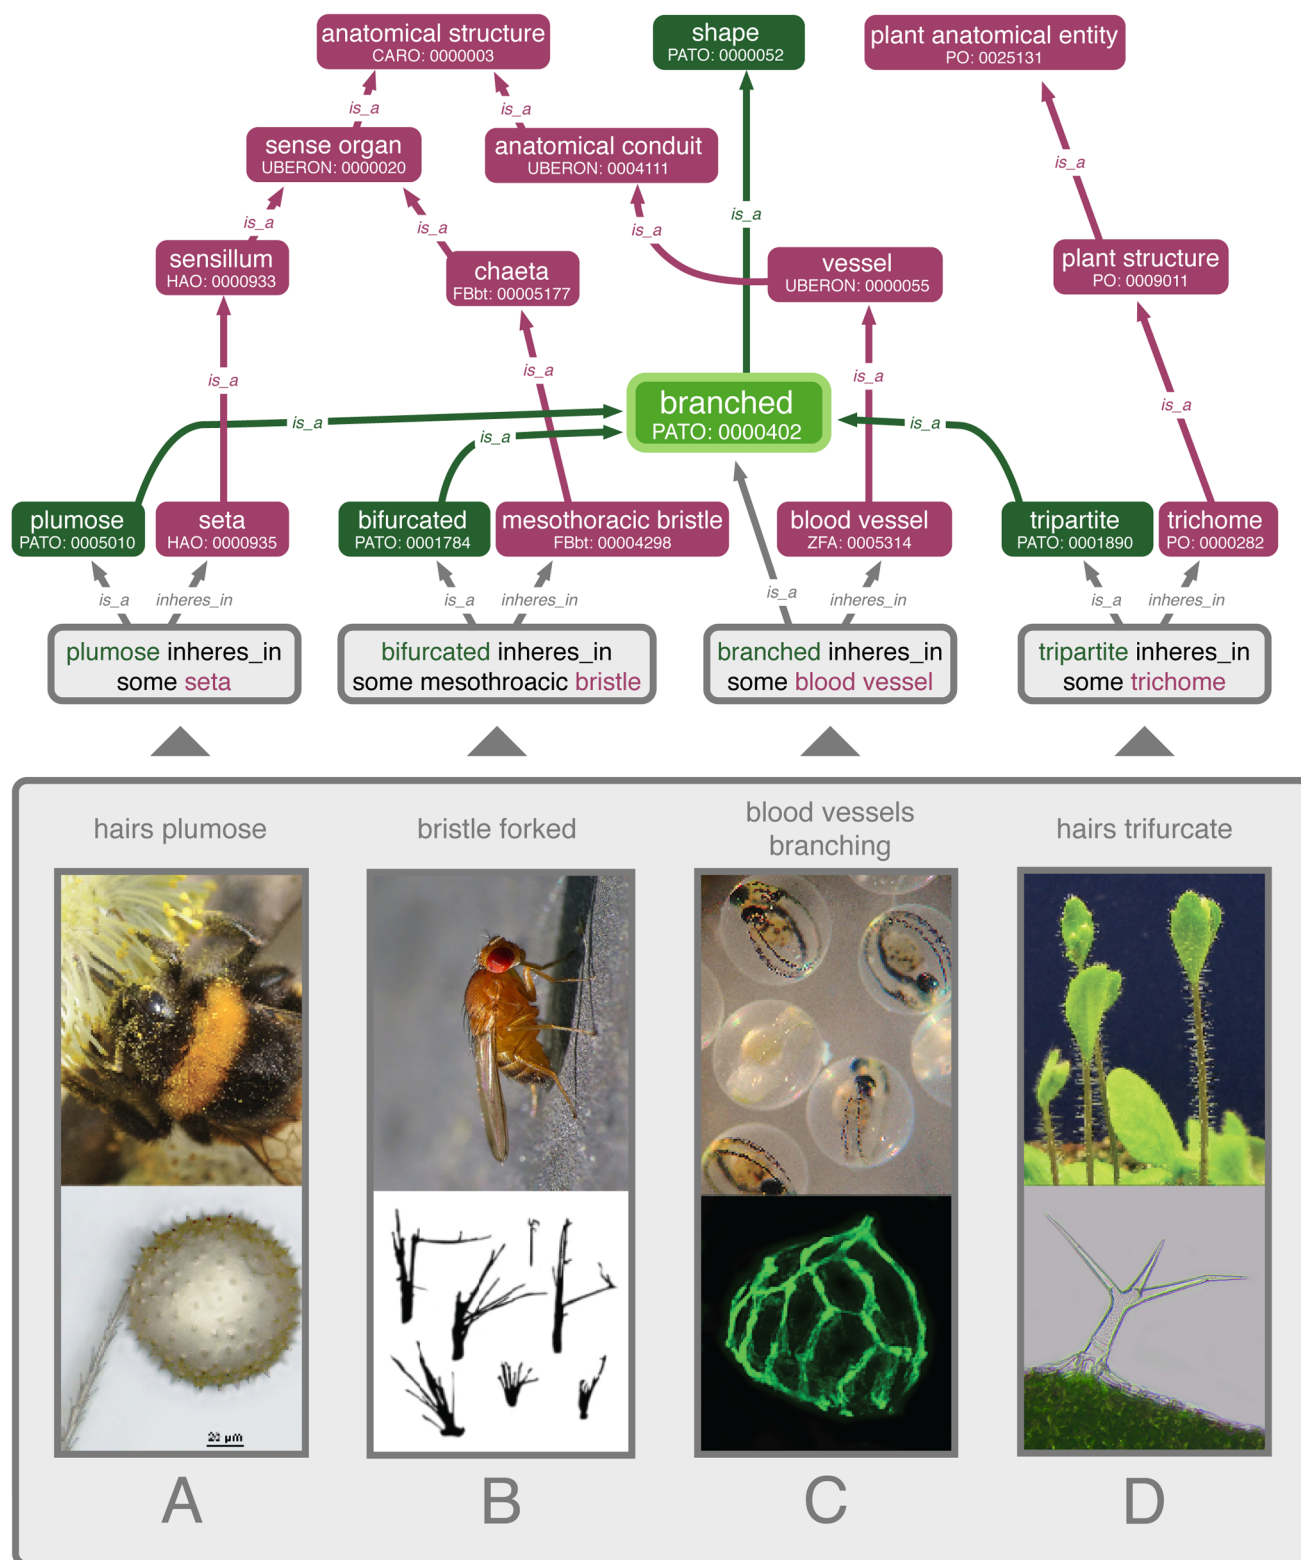 anatomical structure
CARO: 0000003
shape
PATO: 0000052
plant anatomical entity
PO: 0025131
is_a
is_a
sense organ
UBERON: 0000020
anatomical conduit
UBERON: 0004111
is_a
is_a
is_a
is_a
is_a
sensillum
HAO: 0000933
chaeta
FBbt: 00005177
vessel
UBERON: 0000055
plant structure
PO: 0009011
is_a
is_a
is_a
is_a
branched
PATO: 0000402
is_a
is_a
is_a
plumose
PATO: 0005010
seta
HAO: 0000935
bifurcated
PATO: 0001784
mesothoracic bristle
FBbt: 00004298
blood vessel
ZFA: 0005314
tripartite
PATO: 0001890
trichome
PO: 0000282
is_a
inheres_in
is_a
inheres_in
is_a
inheres_in
is_a
inheres_in
plumose inheres_in
some seta
bifurcated inheres_in
some mesothroacic bristle
branched inheres_in
some blood vessel
tripartite inheres_in
some trichome
hairs plumose
bristle forked
blood vessels
branching
hairs trifurcate
20 µm
A
B
C
D